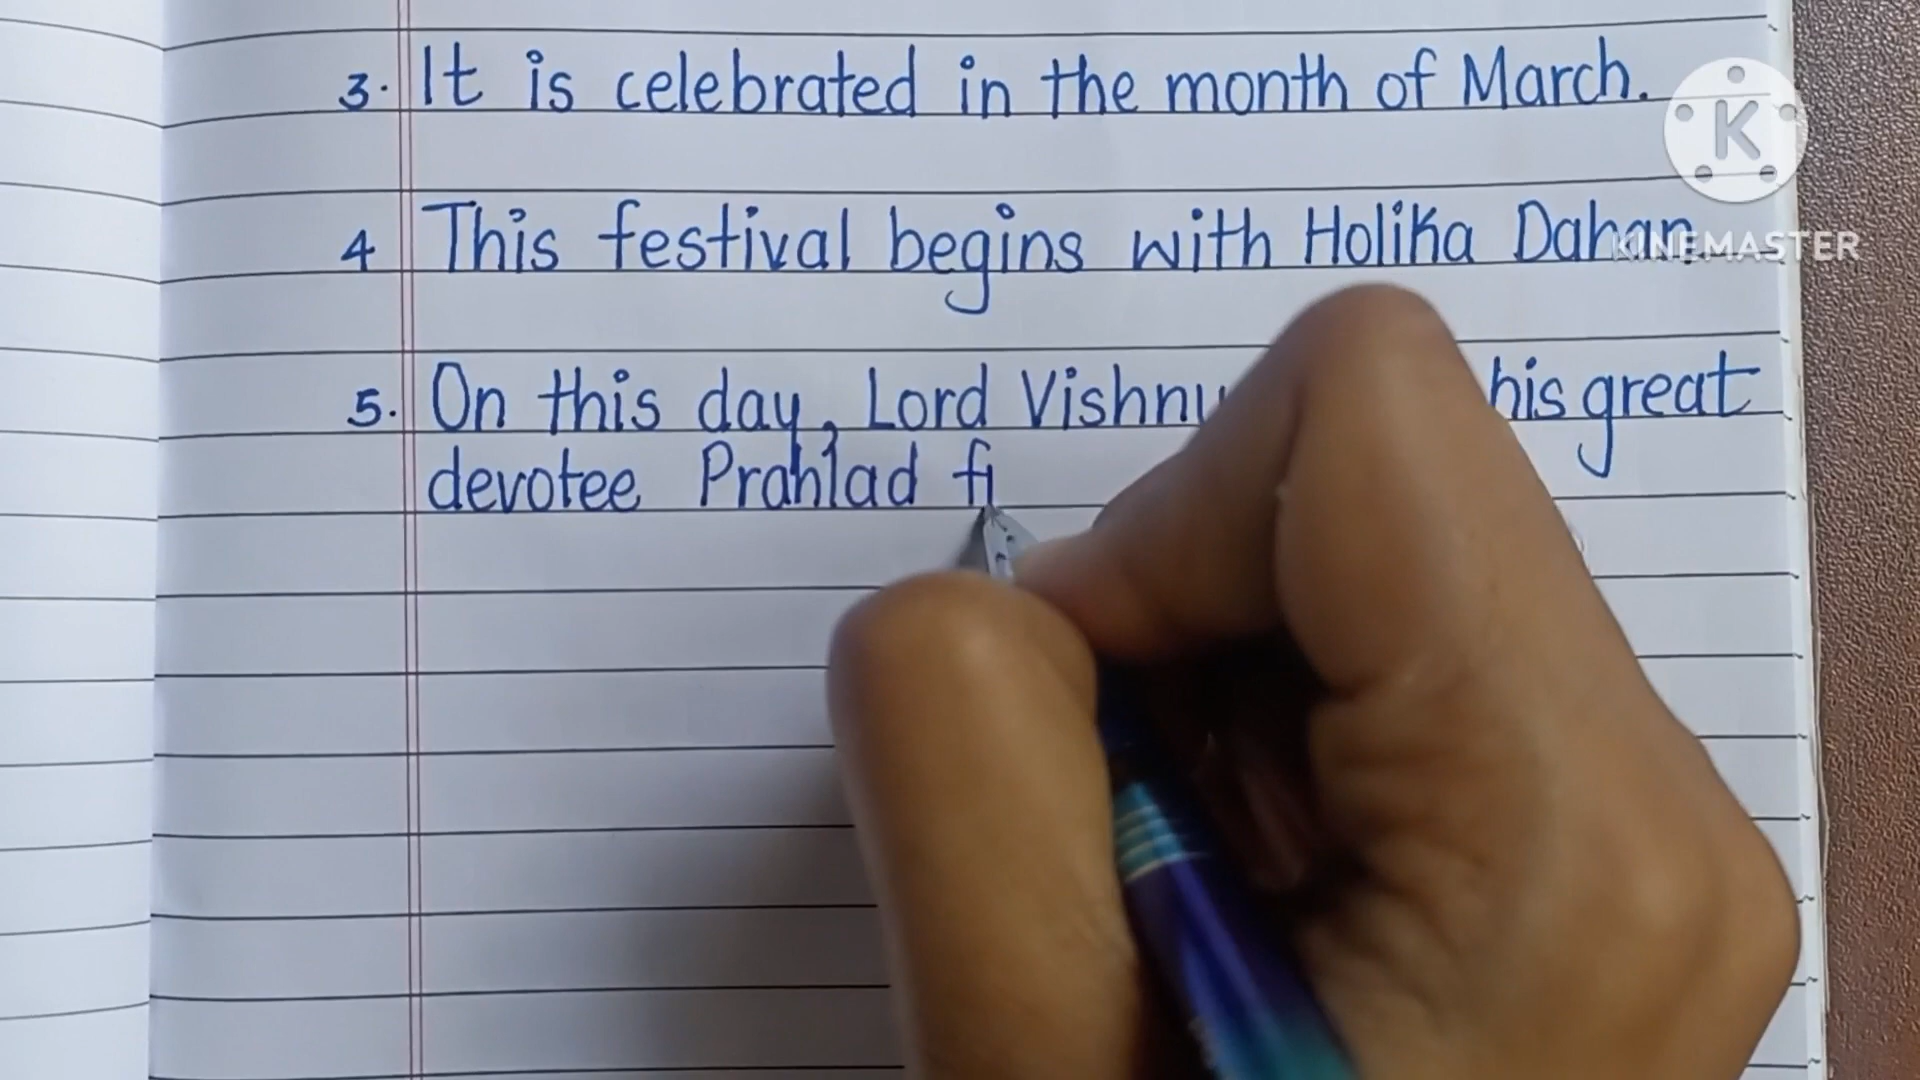 3. It is celebrated in the month of March.
4 This festival begins with Holika Dahan.
5. On this day, Lord Vishnu his great
devotee Prahlad
K
KINEMASTER